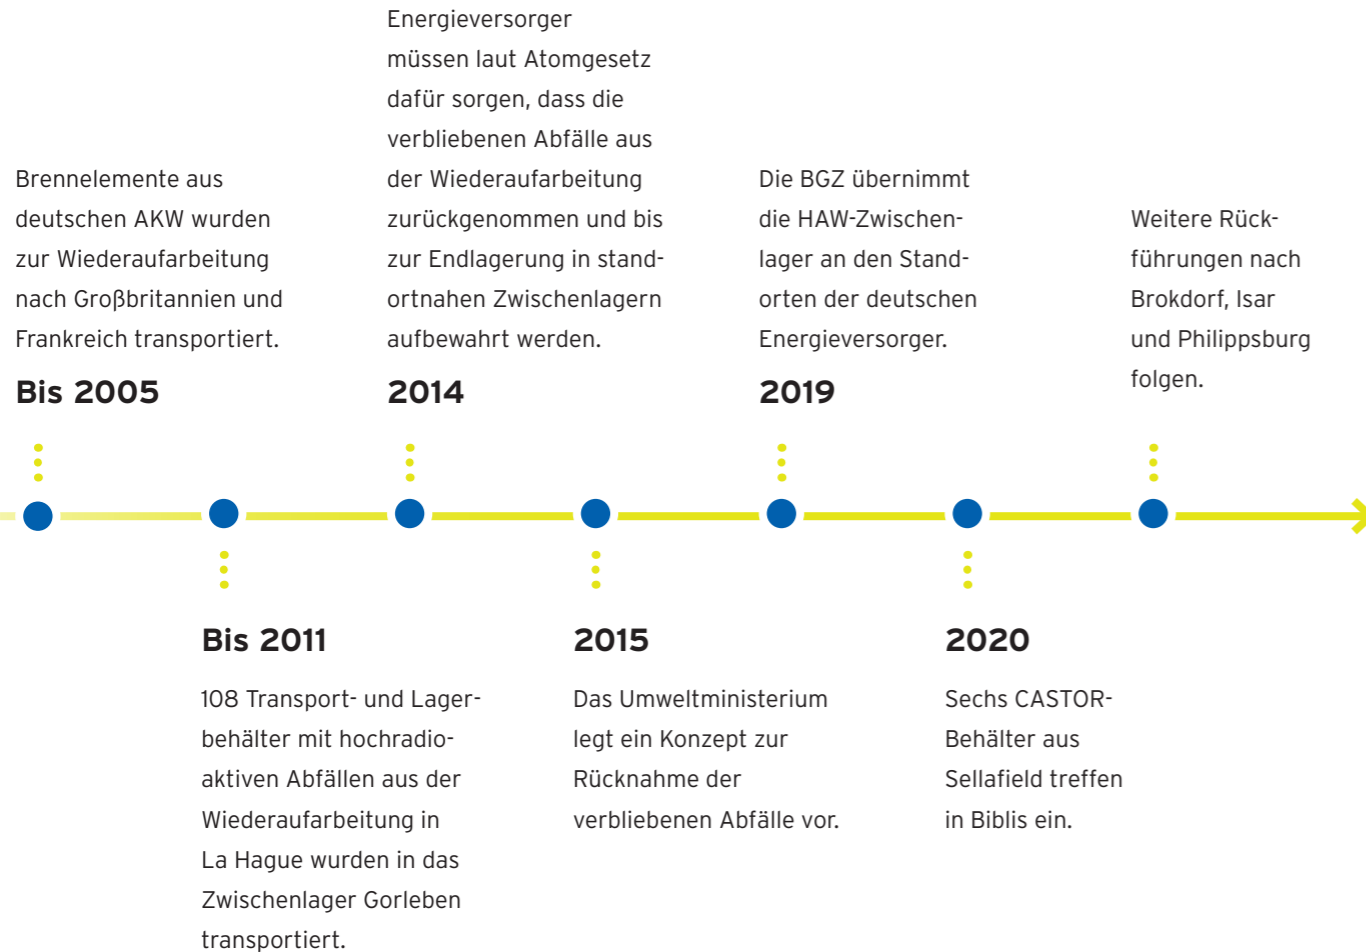 Brennelemente aus
deutschen AKW wurden
zur Wiederaufarbeitung
nach Großbritannien und
Frankreich transportiert.
Bis 2005
Bis 2011
108 Transport- und Lager-
behälter mit hochradio-
aktiven Abfällen aus der
Wiederaufarbeitung in
La Hague wurden in das
Zwischenlager Gorleben
transportiert.
Energieversorger
müssen laut Atomgesetz
dafür sorgen, dass die
verbliebenen Abfälle aus
der Wiederaufarbeitung
zurückgenommen und bis
zur Endlagerung in stand-
ortnahen Zwischenlagern
aufbewahrt werden.
2014
2015
Das Umweltministerium
legt ein Konzept zur
Rücknahme der
verbliebenen Abfälle vor.
Die BGZ übernimmt
die HAW-Zwischen-
lager an den Stand-
orten der deutschen
Energieversorger.
2019
2020
Sechs CASTOR-
Behälter aus
Sellafield treffen
in Biblis ein.
Weitere Rück-
führungen nach
Brokdorf, Isar
und Philippsburg
folgen.